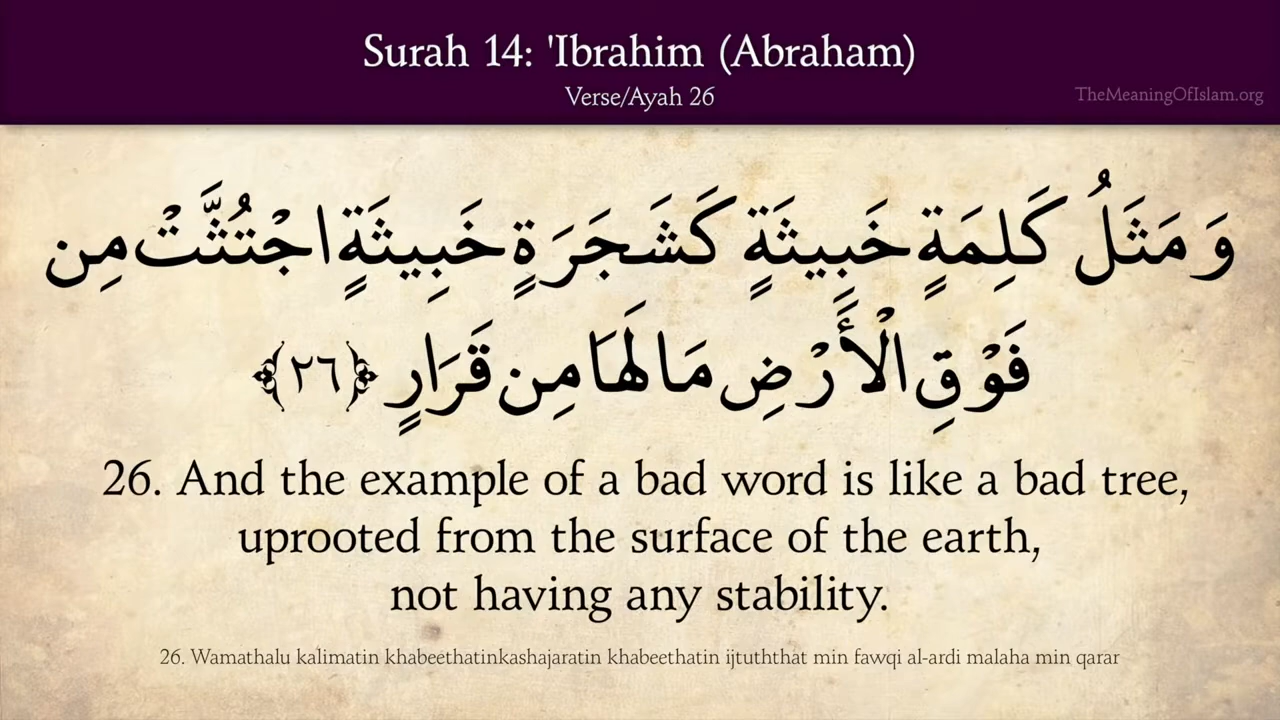 Surah 14: 'Ibrahim (Abraham)
Verse/Ayah 26
TheMeaningOfIslam.org
وَمَثَلُ كَلِمَةٍ خَبِيثَةٍ كَشَجَرَةٍ خَبِيثَةٍ اجْتُثَّتْ مِن
فَوْقِ الْأَرْضِ مَا لَهَا مِن قَرَارٍ ﴿٢٦﴾
26. And the example of a bad word is like a bad tree,
uprooted from the surface of the earth,
not having any stability.
26. Wamathalu kalimatin khabeethatinkashajaratin khabeethatin ijtuththat min fawqi al-ardi malaha min qarar